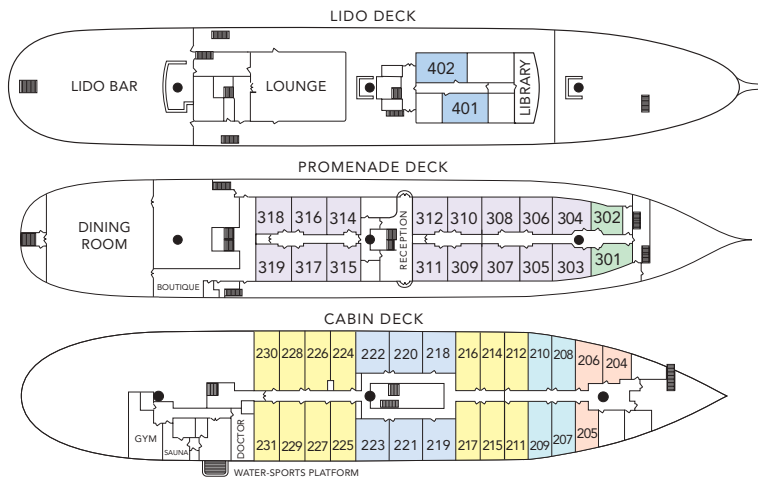 LIDO DECK
LIDO BAR
LOUNGE
402
401
LIBRARY
PROMENADE DECK
DINING
ROOM
BOUTIQUE
318 316 314
319 317 315
RECEPTION
312 310 308 306 304 302
311 309 307 305 303 301
CABIN DECK
230 228 226 224 222 220 218 216 214 212 210 208 206 204
GYM
SAUNA
DOCTOR
231 229 227 225 223 221 219 217 215 211 209 207 205
WATER-SPORTS PLATFORM